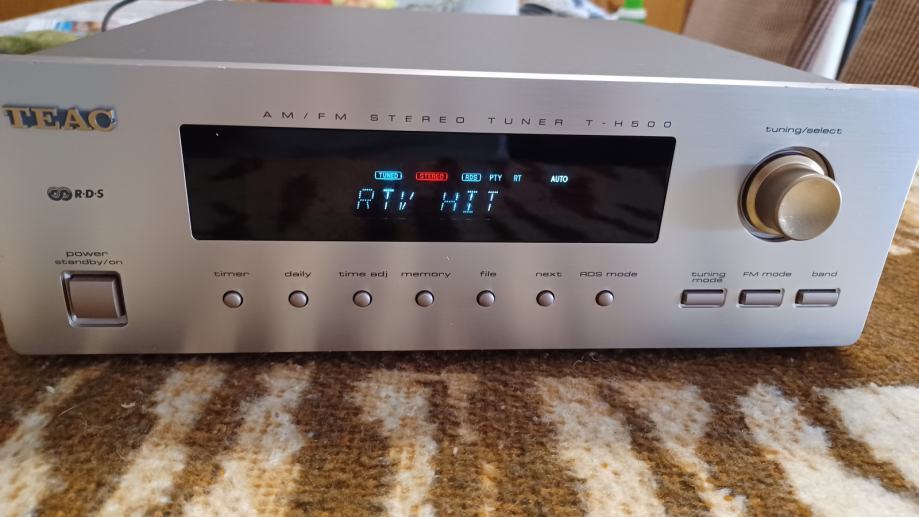 AM/FM STEREO TUNER T-H500
TEAC
tuning/select
TUNED STEREO RDS PTY RT AUTO
RTV HIT
R·D·S
power
standby/on
timer daily time adj memory file next RDS mode
tuning mode FM mode band